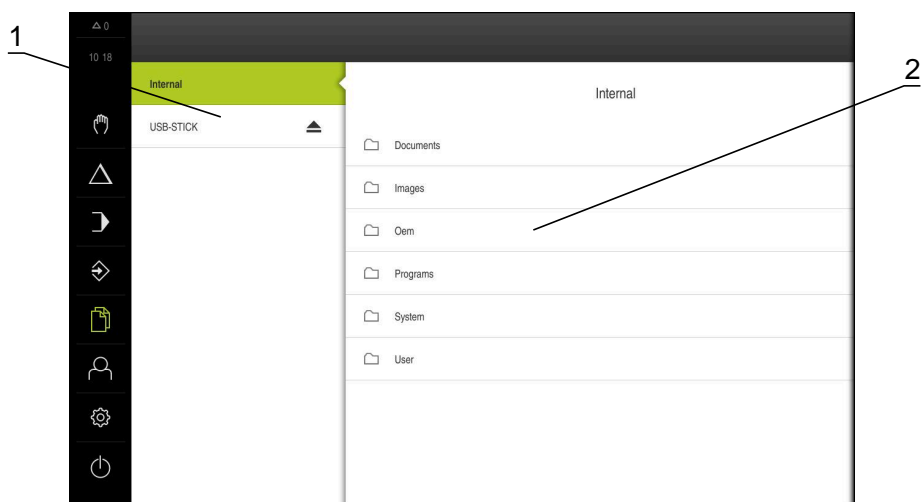 1
△ 0
10 18
2
Internal
Internal
USB-STICK
Documents
Images
Oem
Programs
System
User